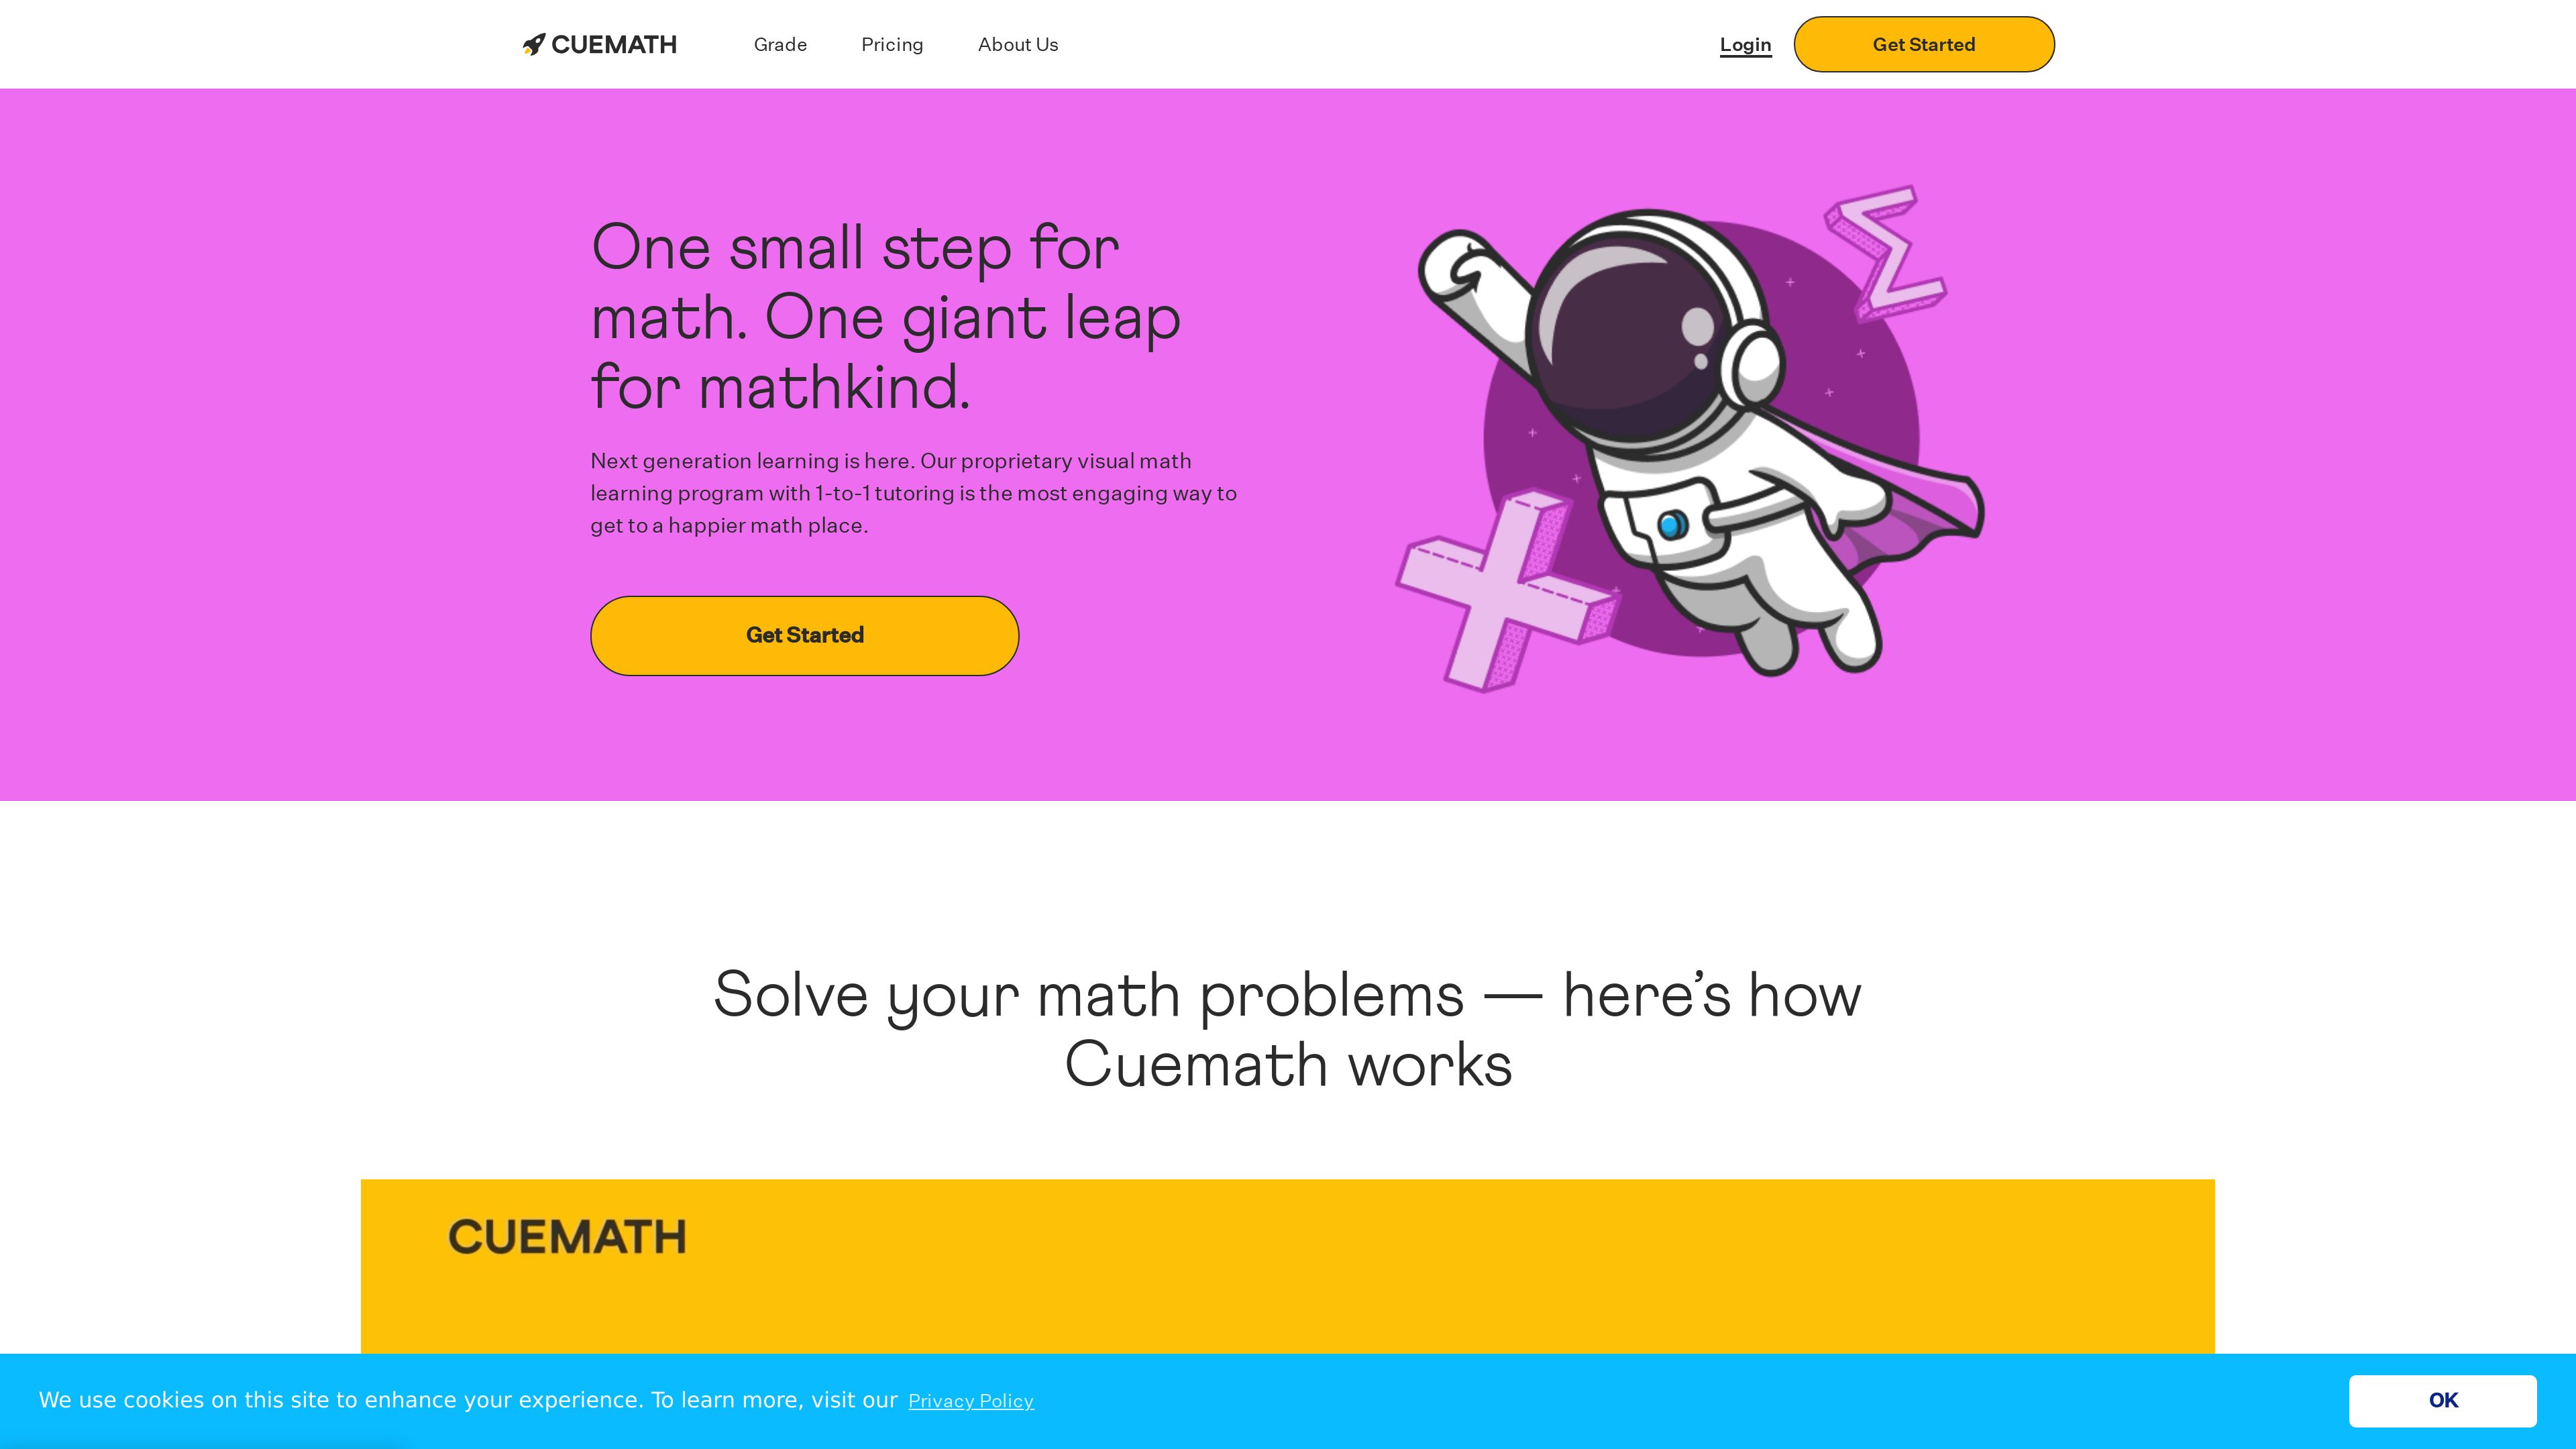 CUEMATH
Grade
Pricing
About Us
Login
Get Started
One small step for
math. One giant leap
for mathkind.
Next generation learning is here. Our proprietary visual math
learning program with 1-to-1 tutoring is the most engaging way to
get to a happier math place.
Get Started
Solve your math problems — here’s how
Cuemath works
CUEMATH
We use cookies on this site to enhance your experience. To learn more, visit our Privacy Policy
OK